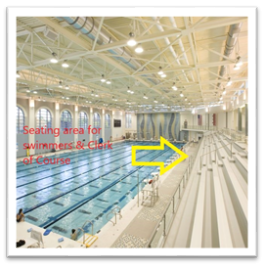 Seating area for
swimmers & Clerk
of Course